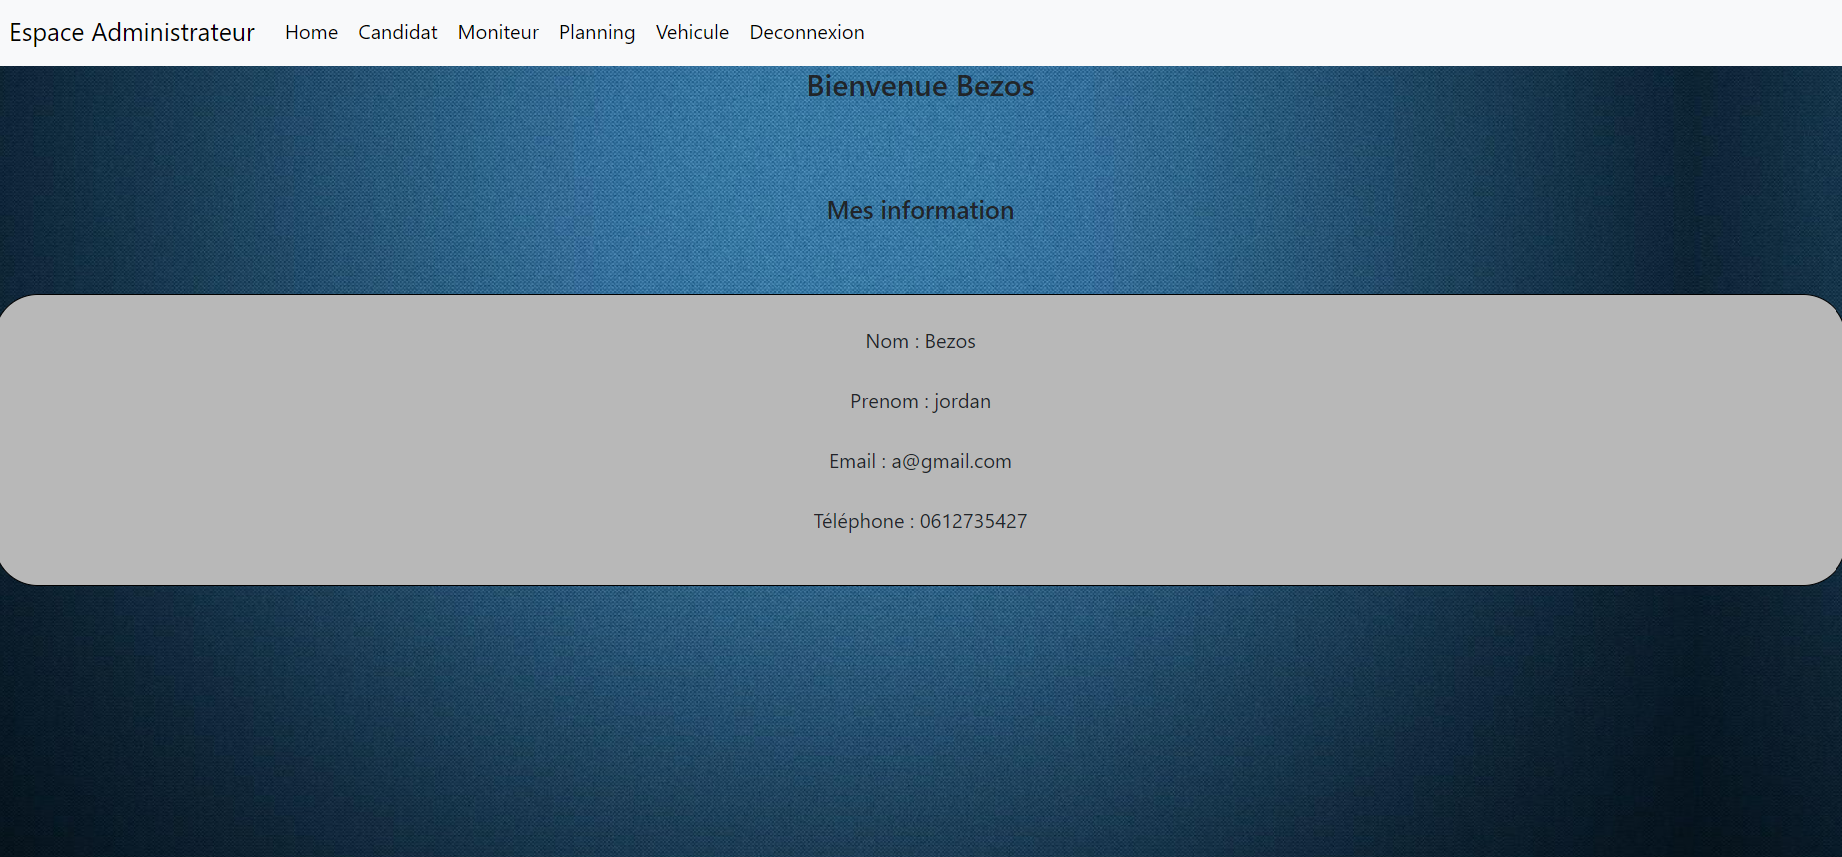 Espace Administrateur Home Candidat Moniteur Planning Vehicule Deconnexion
Bienvenue Bezos
Mes information
Nom : Bezos
Prenom : jordan
Email : a@gmail.com
Téléphone : 0612735427